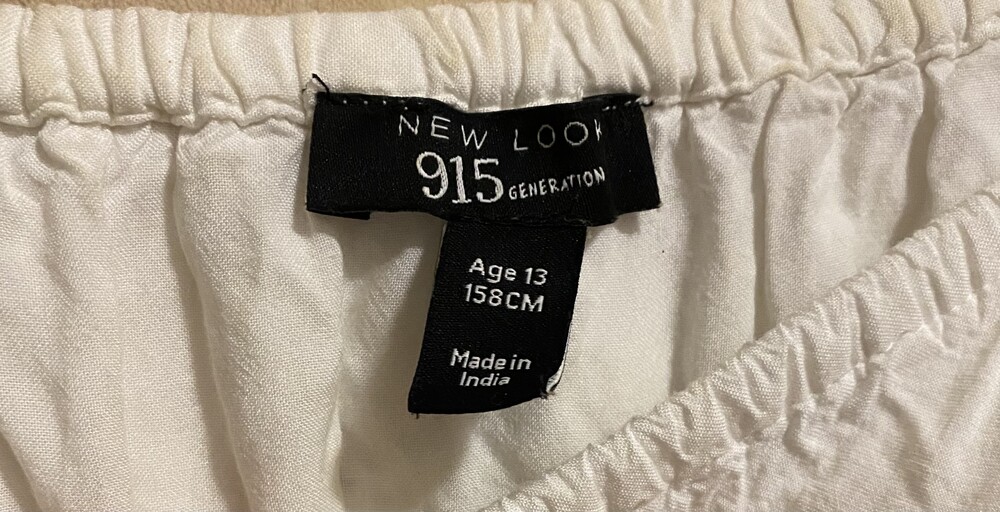 NEW LOOK
915 GENERATION
Age 13
158CM
Made in
India